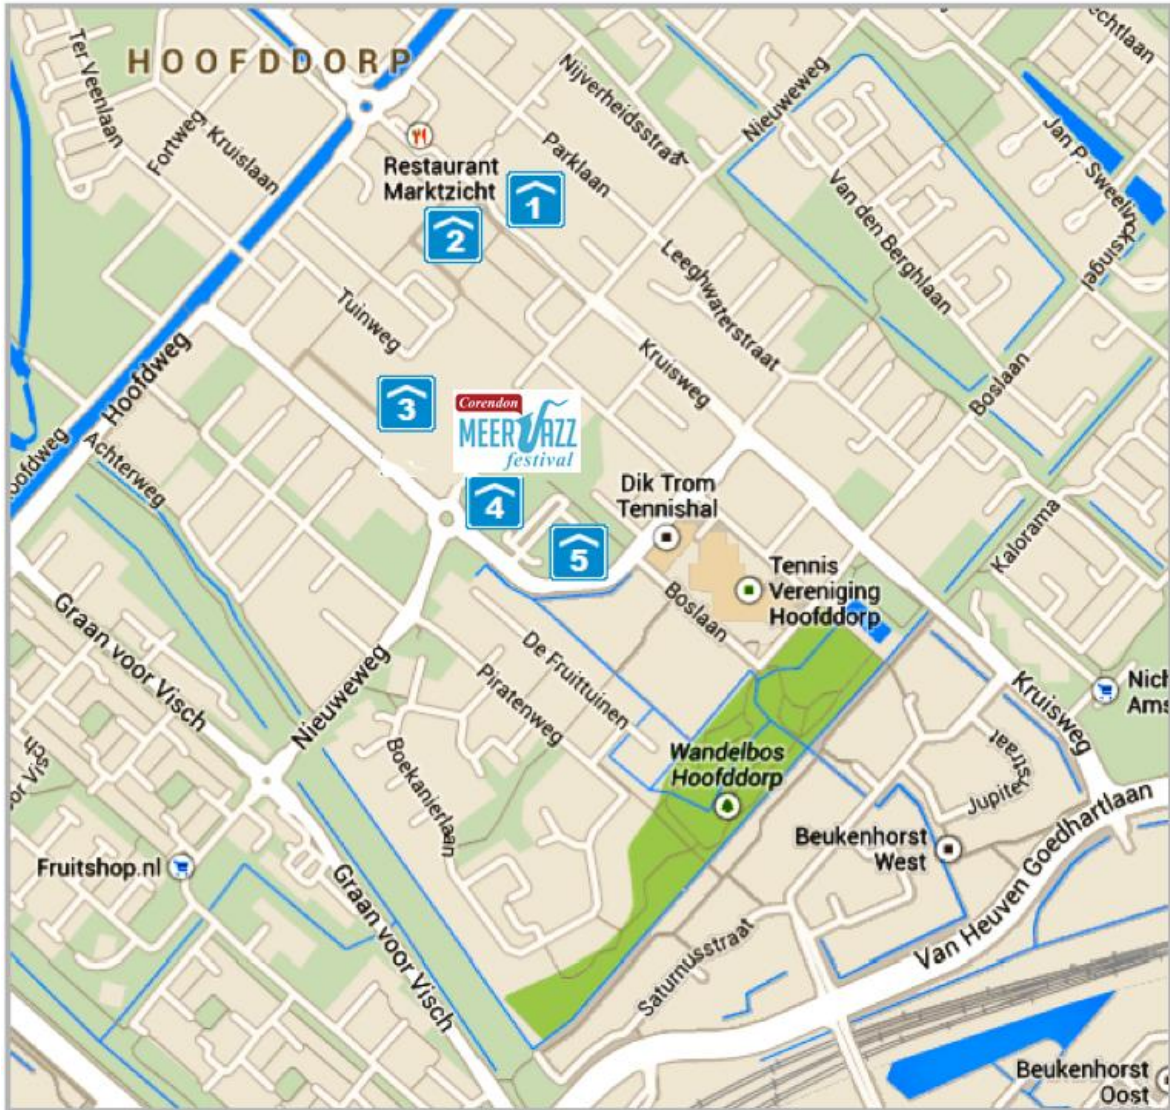 HOOFDDORP
Ter Veenlaan
Fortweg
Kruislaan
Restaurant
Marktzicht
Nijverheidsstraat
Parklaan
Nieuweweg
Jan P. Sweelincksingel
Van den Berghlaan
1
2
Leeghwaterstraat
Tuinweg
Kruisweg
Hoofdweg
Boslaan
3
Corendon
MEERJAZZ
festival
Hoofdweg
Achterweg
4
Dik Trom
Tennishal
5
Kalorama
Tennis
Vereniging
Hoofddorp
Boslaan
Graan voor Visch
De Fruittuinen
Piratenweg
Nieuweweg
Kruisweg
Wandelbos
Hoofddorp
Boekanierlaan
Jupiterstraat
Beukenhorst
West
Van Heuven Goedhartlaan
Fruitshop.nl
Graan voor Visch
Saturnusstraat
Beukenhorst
Oost